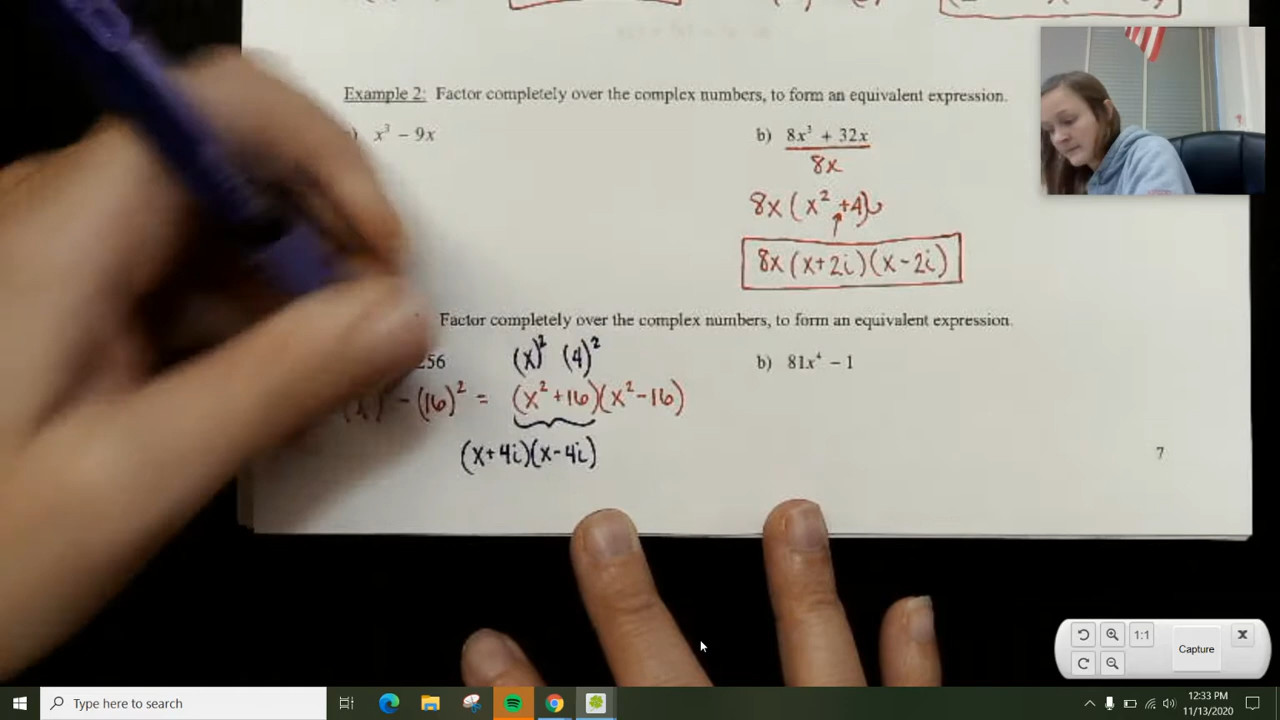 Example 2: Factor completely over the complex numbers, to form an equivalent expression.
) x³ − 9x
b) 8x³ + 32x
8x
8x(x² +4)
8x(x+2i)(x−2i)
Factor completely over the complex numbers, to form an equivalent expression.
256
(x)² (4)²
− (16)² = (x²+16)(x²−16)
(x+4i)(x−4i)
b) 81x⁴ − 1
7
1:1
Capture
Type here to search
12:33 PM
11/13/2020